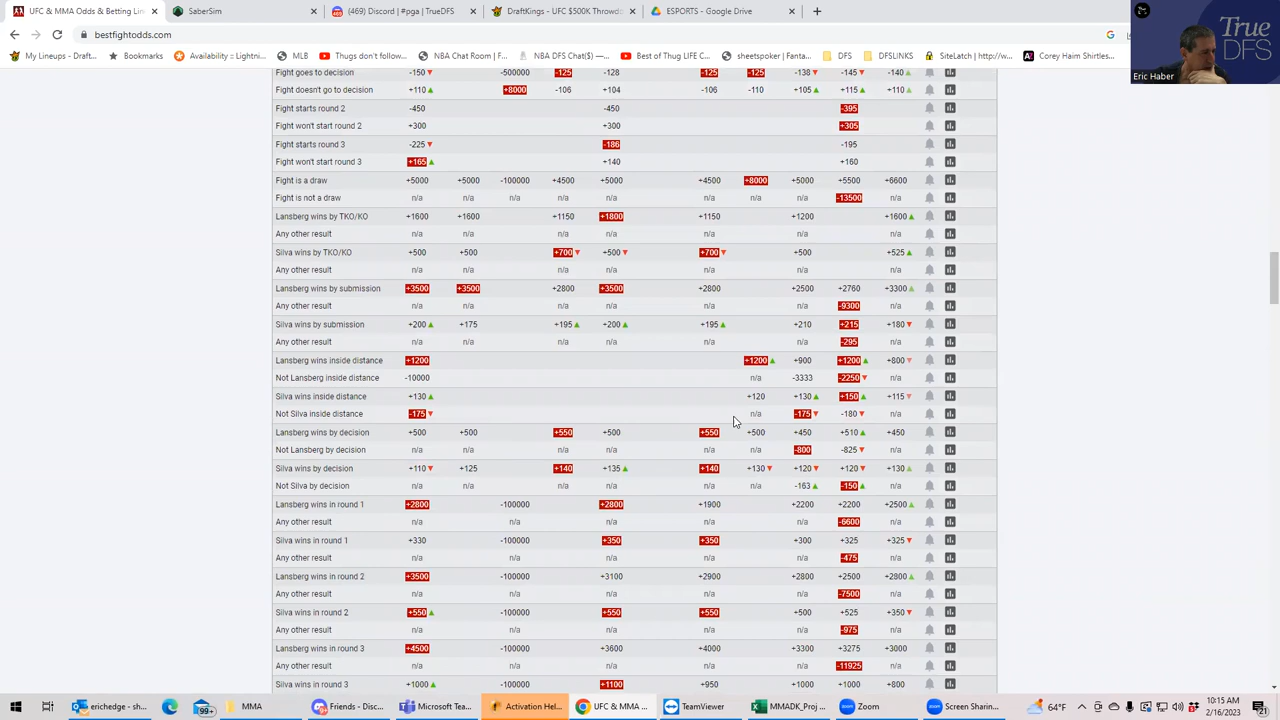 UFC & MMA Odds & Betting Lin × SaberSim × (469) Discord | #pga | TrueDFS × DraftKings - UFC $500K Throwdo × ESPORTS - Google Drive × +
bestfightodds.com
My Lineups - Draft... Bookmarks Availability :: Lightni... MLB Thugs don't follow... NBA Chat Room | F... NBA DFS Chat($) —... Best of Thug LIFE C... sheetspoker | Fanta... DFS DFSLINKS SiteLatch | http://w... Corey Haim Shirtles...
True DFS
Eric Haber
Fight goes to decision -150▼ -500000 -125 -128 -125 -125 -138▼ -145▼ -140▲
Fight doesn't go to decision +110▲ +8000 -106 +104 -106 -110 +105▲ +115▲ +110▲
Fight starts round 2 -450 -450 -395
Fight won't start round 2 +300 +300 +305
Fight starts round 3 -225▼ -186 -195
Fight won't start round 3 +165▲ +140 +160
Fight is a draw +5000 +5000 -100000 +4500 +5000 +4500 +8000 +5000 +5500 +6600
Fight is not a draw n/a n/a n/a n/a n/a n/a n/a n/a -13500 n/a
Lansberg wins by TKO/KO +1600 +1600 +1150 +1800 +1150 +1200 +1600▲
Any other result n/a n/a n/a n/a n/a n/a n/a
Silva wins by TKO/KO +500 +500 +700▼ +500▼ +700▼ +500 +525▲
Any other result n/a n/a n/a n/a n/a n/a n/a
Lansberg wins by submission +3500 +3500 +2800 +3500 +2800 +2500 +2760 +3300▲
Any other result n/a n/a n/a n/a n/a n/a -9300 n/a
Silva wins by submission +200▲ +175 +195▲ +200▲ +195▲ +210 +215 +180▼
Any other result n/a n/a n/a n/a n/a n/a -295 n/a
Lansberg wins inside distance +1200 +1200▲ +900 +1200▲ +800▼
Not Lansberg inside distance -10000 n/a -3333 -2250▼ n/a
Silva wins inside distance +130▲ +120 +130▲ +150▲ +115▼
Not Silva inside distance -175▼ n/a -175▼ -180▼ n/a
Lansberg wins by decision +500 +500 +550 +500 +550 +500 +450 +510▲ +450
Not Lansberg by decision n/a n/a n/a n/a n/a n/a -800 -825▼ n/a
Silva wins by decision +110▼ +125 +140 +135▲ +140 +130▼ +120▼ +120▼ +130▲
Not Silva by decision n/a n/a n/a n/a n/a n/a -163▲ -150▲ n/a
Lansberg wins in round 1 +2800 -100000 +2800 +1900 +2200 +2200 +2500▲
Any other result n/a n/a n/a n/a n/a -6600 n/a
Silva wins in round 1 +330 -100000 +350 +350 +300 +325 +325▼
Any other result n/a n/a n/a n/a n/a -475 n/a
Lansberg wins in round 2 +3500 -100000 +3100 +2900 +2800 +2500 +2800▲
Any other result n/a n/a n/a n/a n/a -7500 n/a
Silva wins in round 2 +550▲ -100000 +550 +550 +500 +525 +350▼
Any other result n/a n/a n/a n/a n/a -975 n/a
Lansberg wins in round 3 +4500 -100000 +3600 +4000 +3300 +3275 +3000
Any other result n/a n/a n/a n/a n/a -11925 n/a
Silva wins in round 3 +1000▲ -100000 +1100 +950 +1000 +1000 +800
erichedge - sh... 99+ MMA Friends - Disc... Microsoft Tea... Activation Hel... UFC & MMA ... TeamViewer MMADK_Proj ... Zoom Screen Sharin... 64°F 10:15 AM
2/16/2023 21